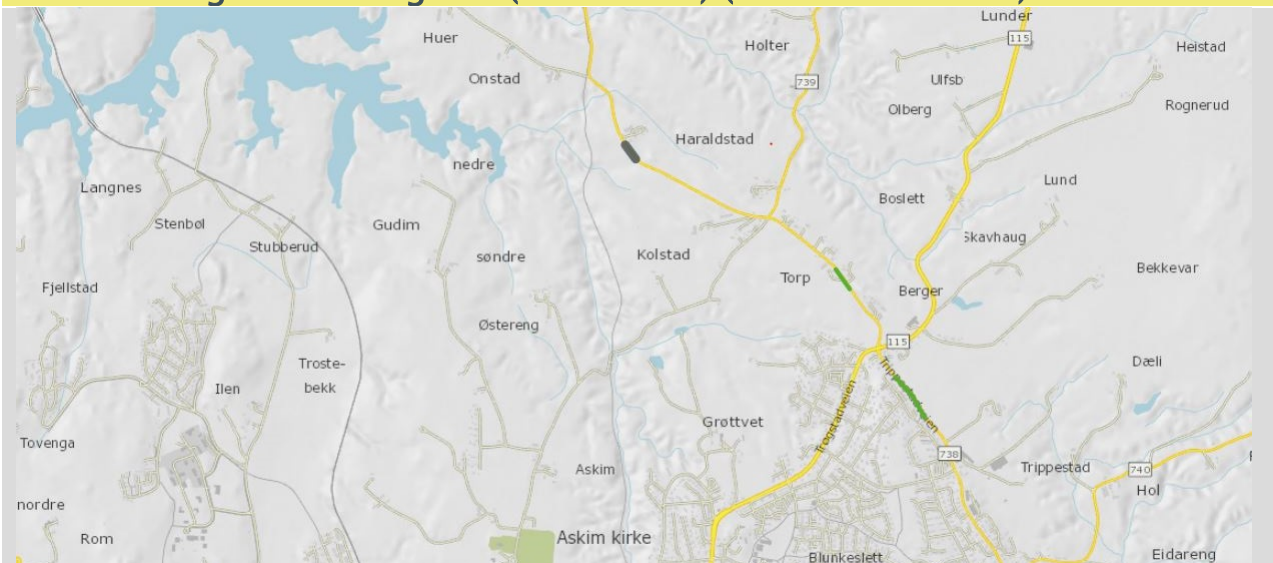 Lunder
115
Huer
Holter
Heistad
Onstad
739
Ulfsb
Olberg
Rognerud
Haraldstad
nedre
Langnes
Lund
Boslett
Stenbøl
Gudim
Skavhaug
Stubberud
Kolstad
søndre
Bekkevar
Torp
Fjellstad
Berger
Østereng
115
Troste-
bekk
Dæli
Ilen
Trippestadveien
Trøgstadveien
Grøttvet
Tovenga
738
Askim
Trippestad
740
Hol
nordre
Rom
Askim kirke
Blunkeslett
Eidareng